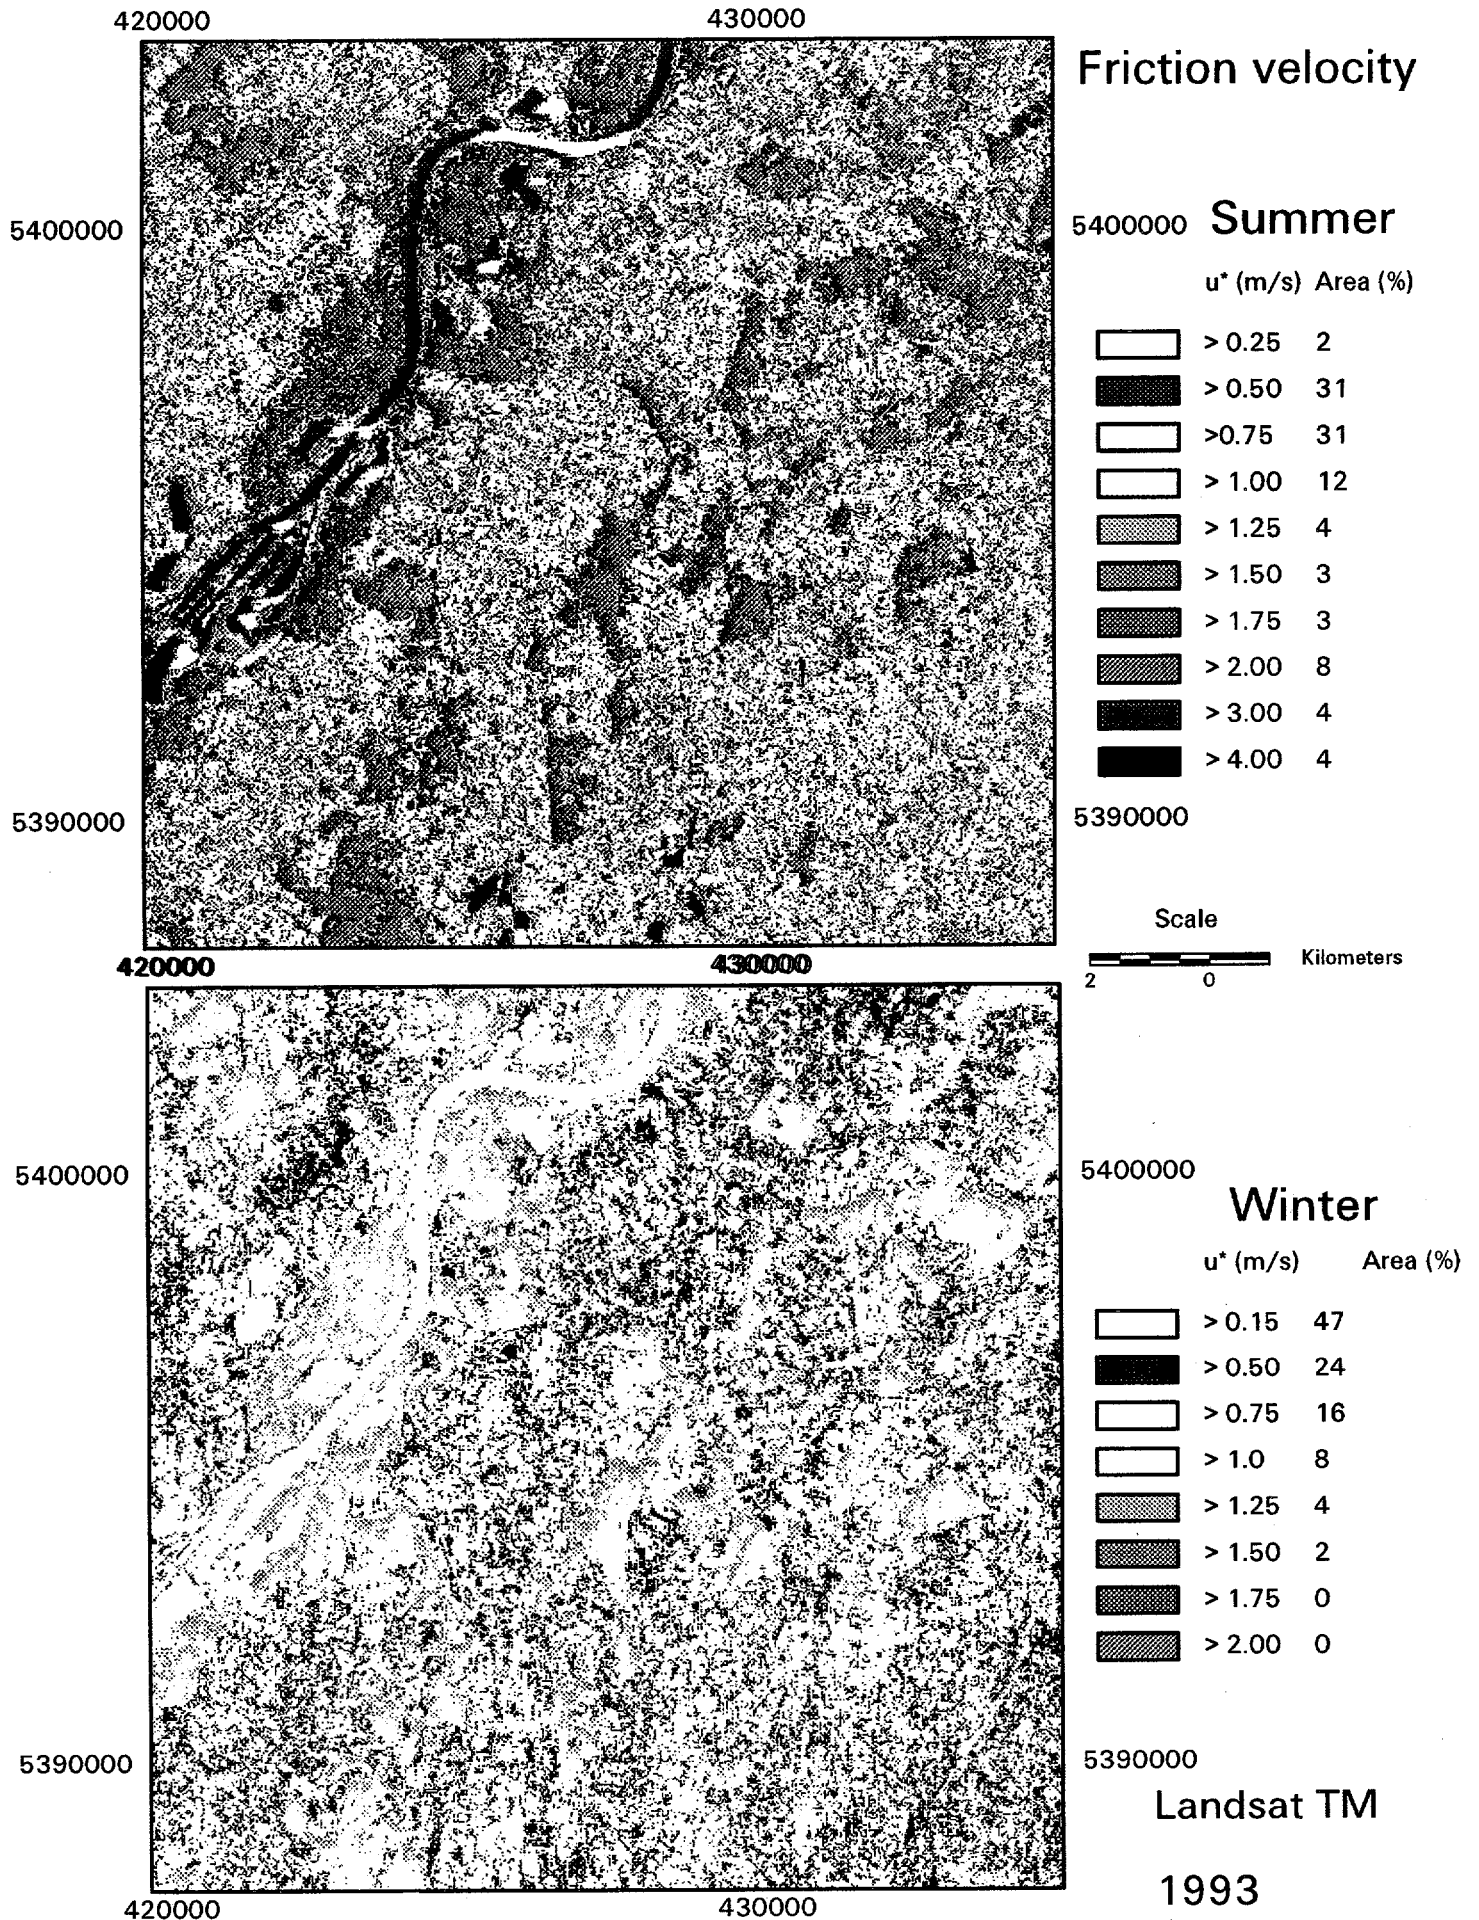 420000 430000
Friction velocity
5400000 5400000 Summer
u* (m/s) Area (%)
> 0.25 2
> 0.50 31
>0.75 31
> 1.00 12
> 1.25 4
> 1.50 3
> 1.75 3
> 2.00 8
> 3.00 4
> 4.00 4
5390000 5390000
Scale
Kilometers
2 0
420000 430000
5400000 5400000
Winter
u* (m/s) Area (%)
> 0.15 47
> 0.50 24
> 0.75 16
> 1.0 8
> 1.25 4
> 1.50 2
> 1.75 0
> 2.00 0
5390000 5390000
Landsat TM
1993
420000 430000